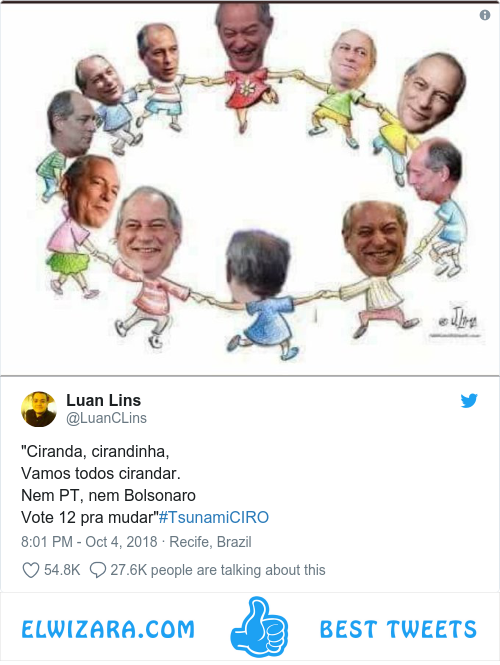 Luan Lins
@LuanCLins
"Ciranda, cirandinha,
Vamos todos cirandar.
Nem PT, nem Bolsonaro
Vote 12 pra mudar"#TsunamiCIRO
8:01 PM - Oct 4, 2018 · Recife, Brazil
54.8K 27.6K people are talking about this
ELWIZARA.COM BEST TWEETS